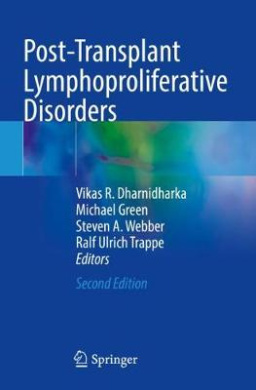 Post-Transplant
Lymphoproliferative
Disorders
Vikas R. Dharnidharka
Michael Green
Steven A. Webber
Ralf Ulrich Trappe
Editors
Second Edition
Springer